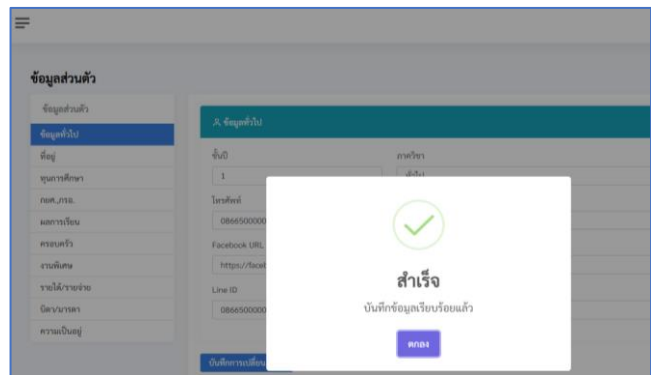 ข้อมูลส่วนตัว
ข้อมูลส่วนตัว
ข้อมูลทั่วไป
ที่อยู่
ทุนการศึกษา
กยศ.,กรอ.
ผลการเรียน
ครอบครัว
งานพิเศษ
รายได้/รายจ่าย
บิดา/มารดา
ความเป็นอยู่
ข้อมูลทั่วไป
ชั้นปี
ภาควิชา
1
ทั่วไป
โทรศัพท์
0866500000
Facebook URL
https://facet
Line ID
0866500000
บันทึกการเปลี่ยน
สำเร็จ
บันทึกข้อมูลเรียบร้อยแล้ว
ตกลง